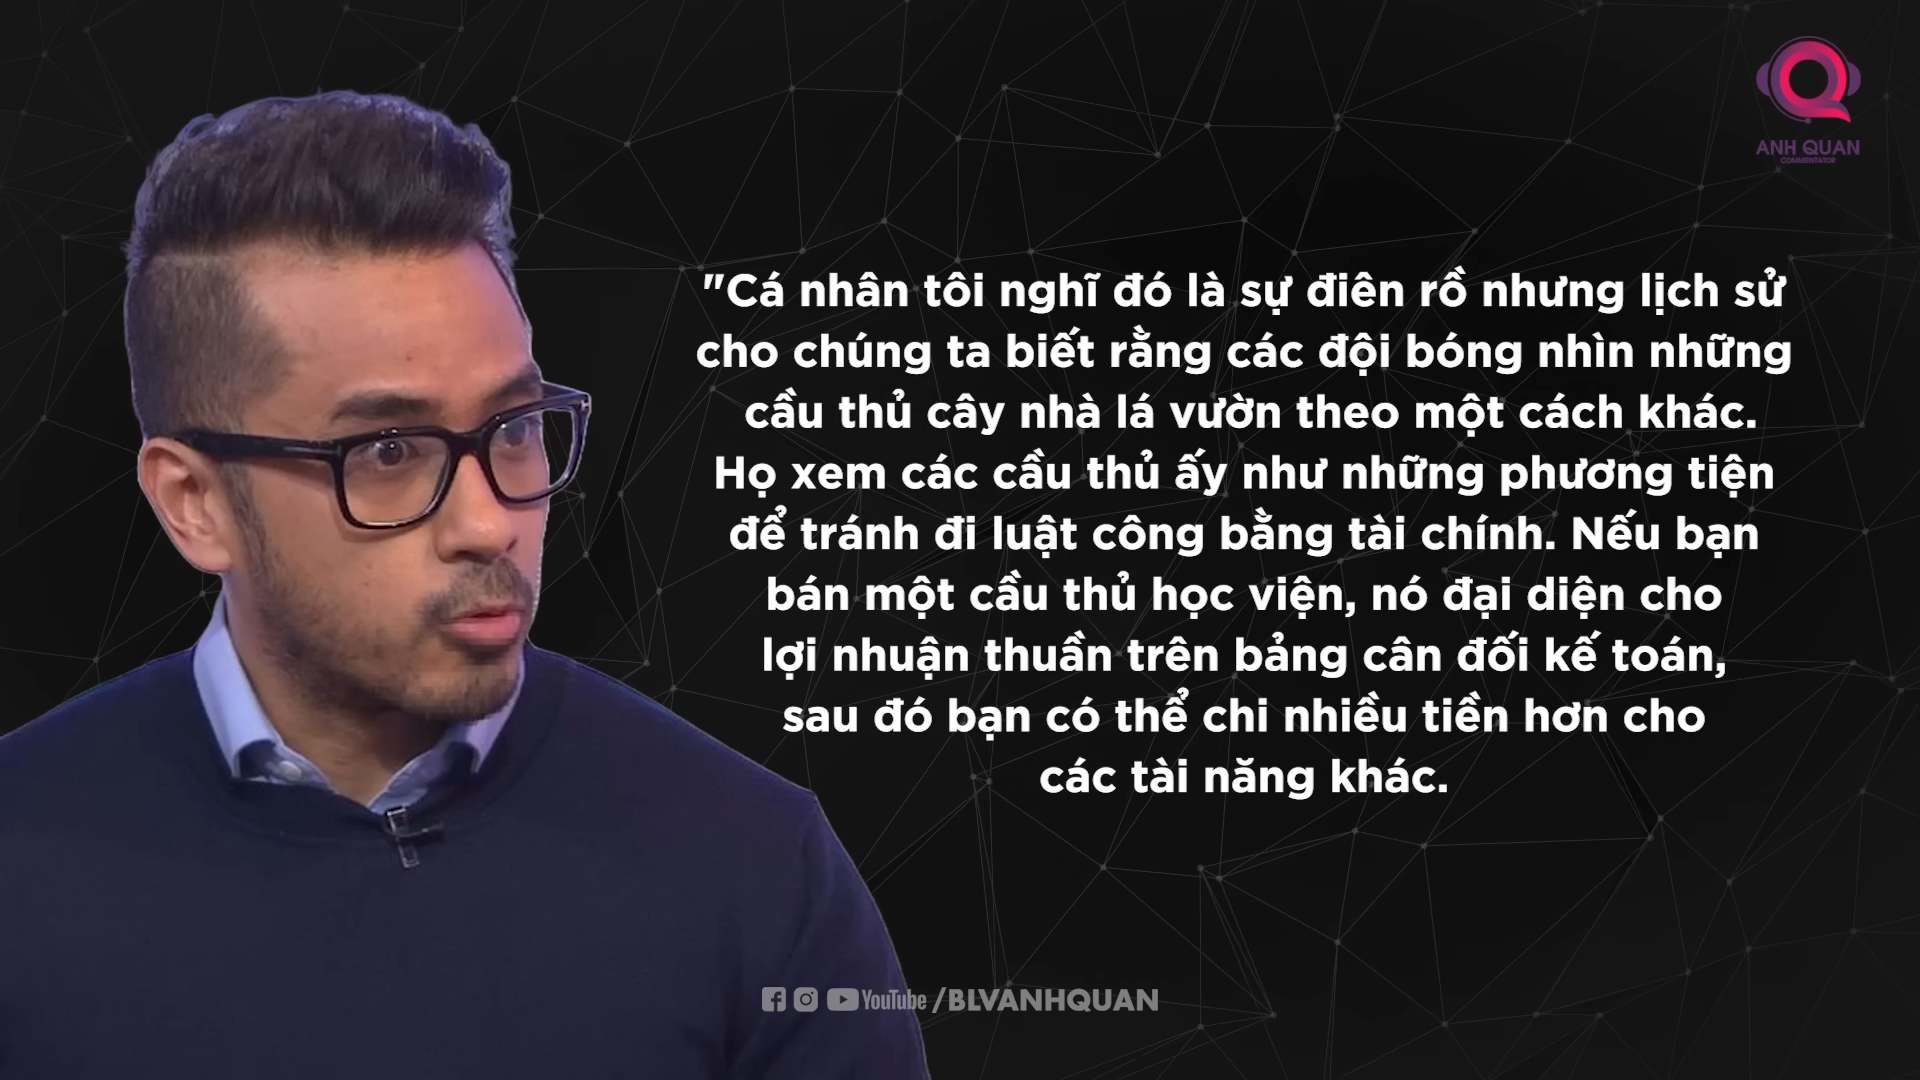 ANH QUAN
COMMENTATOR
"Cá nhân tôi nghĩ đó là sự điên rồ nhưng lịch sử
cho chúng ta biết rằng các đội bóng nhìn những
cầu thủ cây nhà lá vườn theo một cách khác.
Họ xem các cầu thủ ấy như những phương tiện
để tránh đi luật công bằng tài chính. Nếu bạn
bán một cầu thủ học viện, nó đại diện cho
lợi nhuận thuần trên bảng cân đối kế toán,
sau đó bạn có thể chi nhiều tiền hơn cho
các tài năng khác.
YouTube /BLVANHQUAN